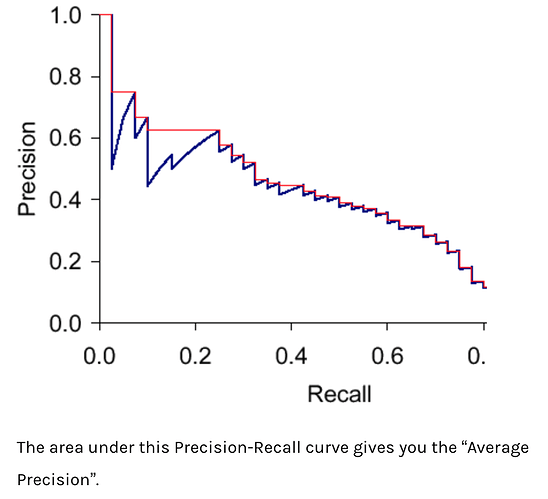 1.0
0.8
0.6
0.4
0.2
0.0
Precision
0.0 0.2 0.4 0.6 0.
Recall
The area under this Precision-Recall curve gives you the “Average
Precision”.